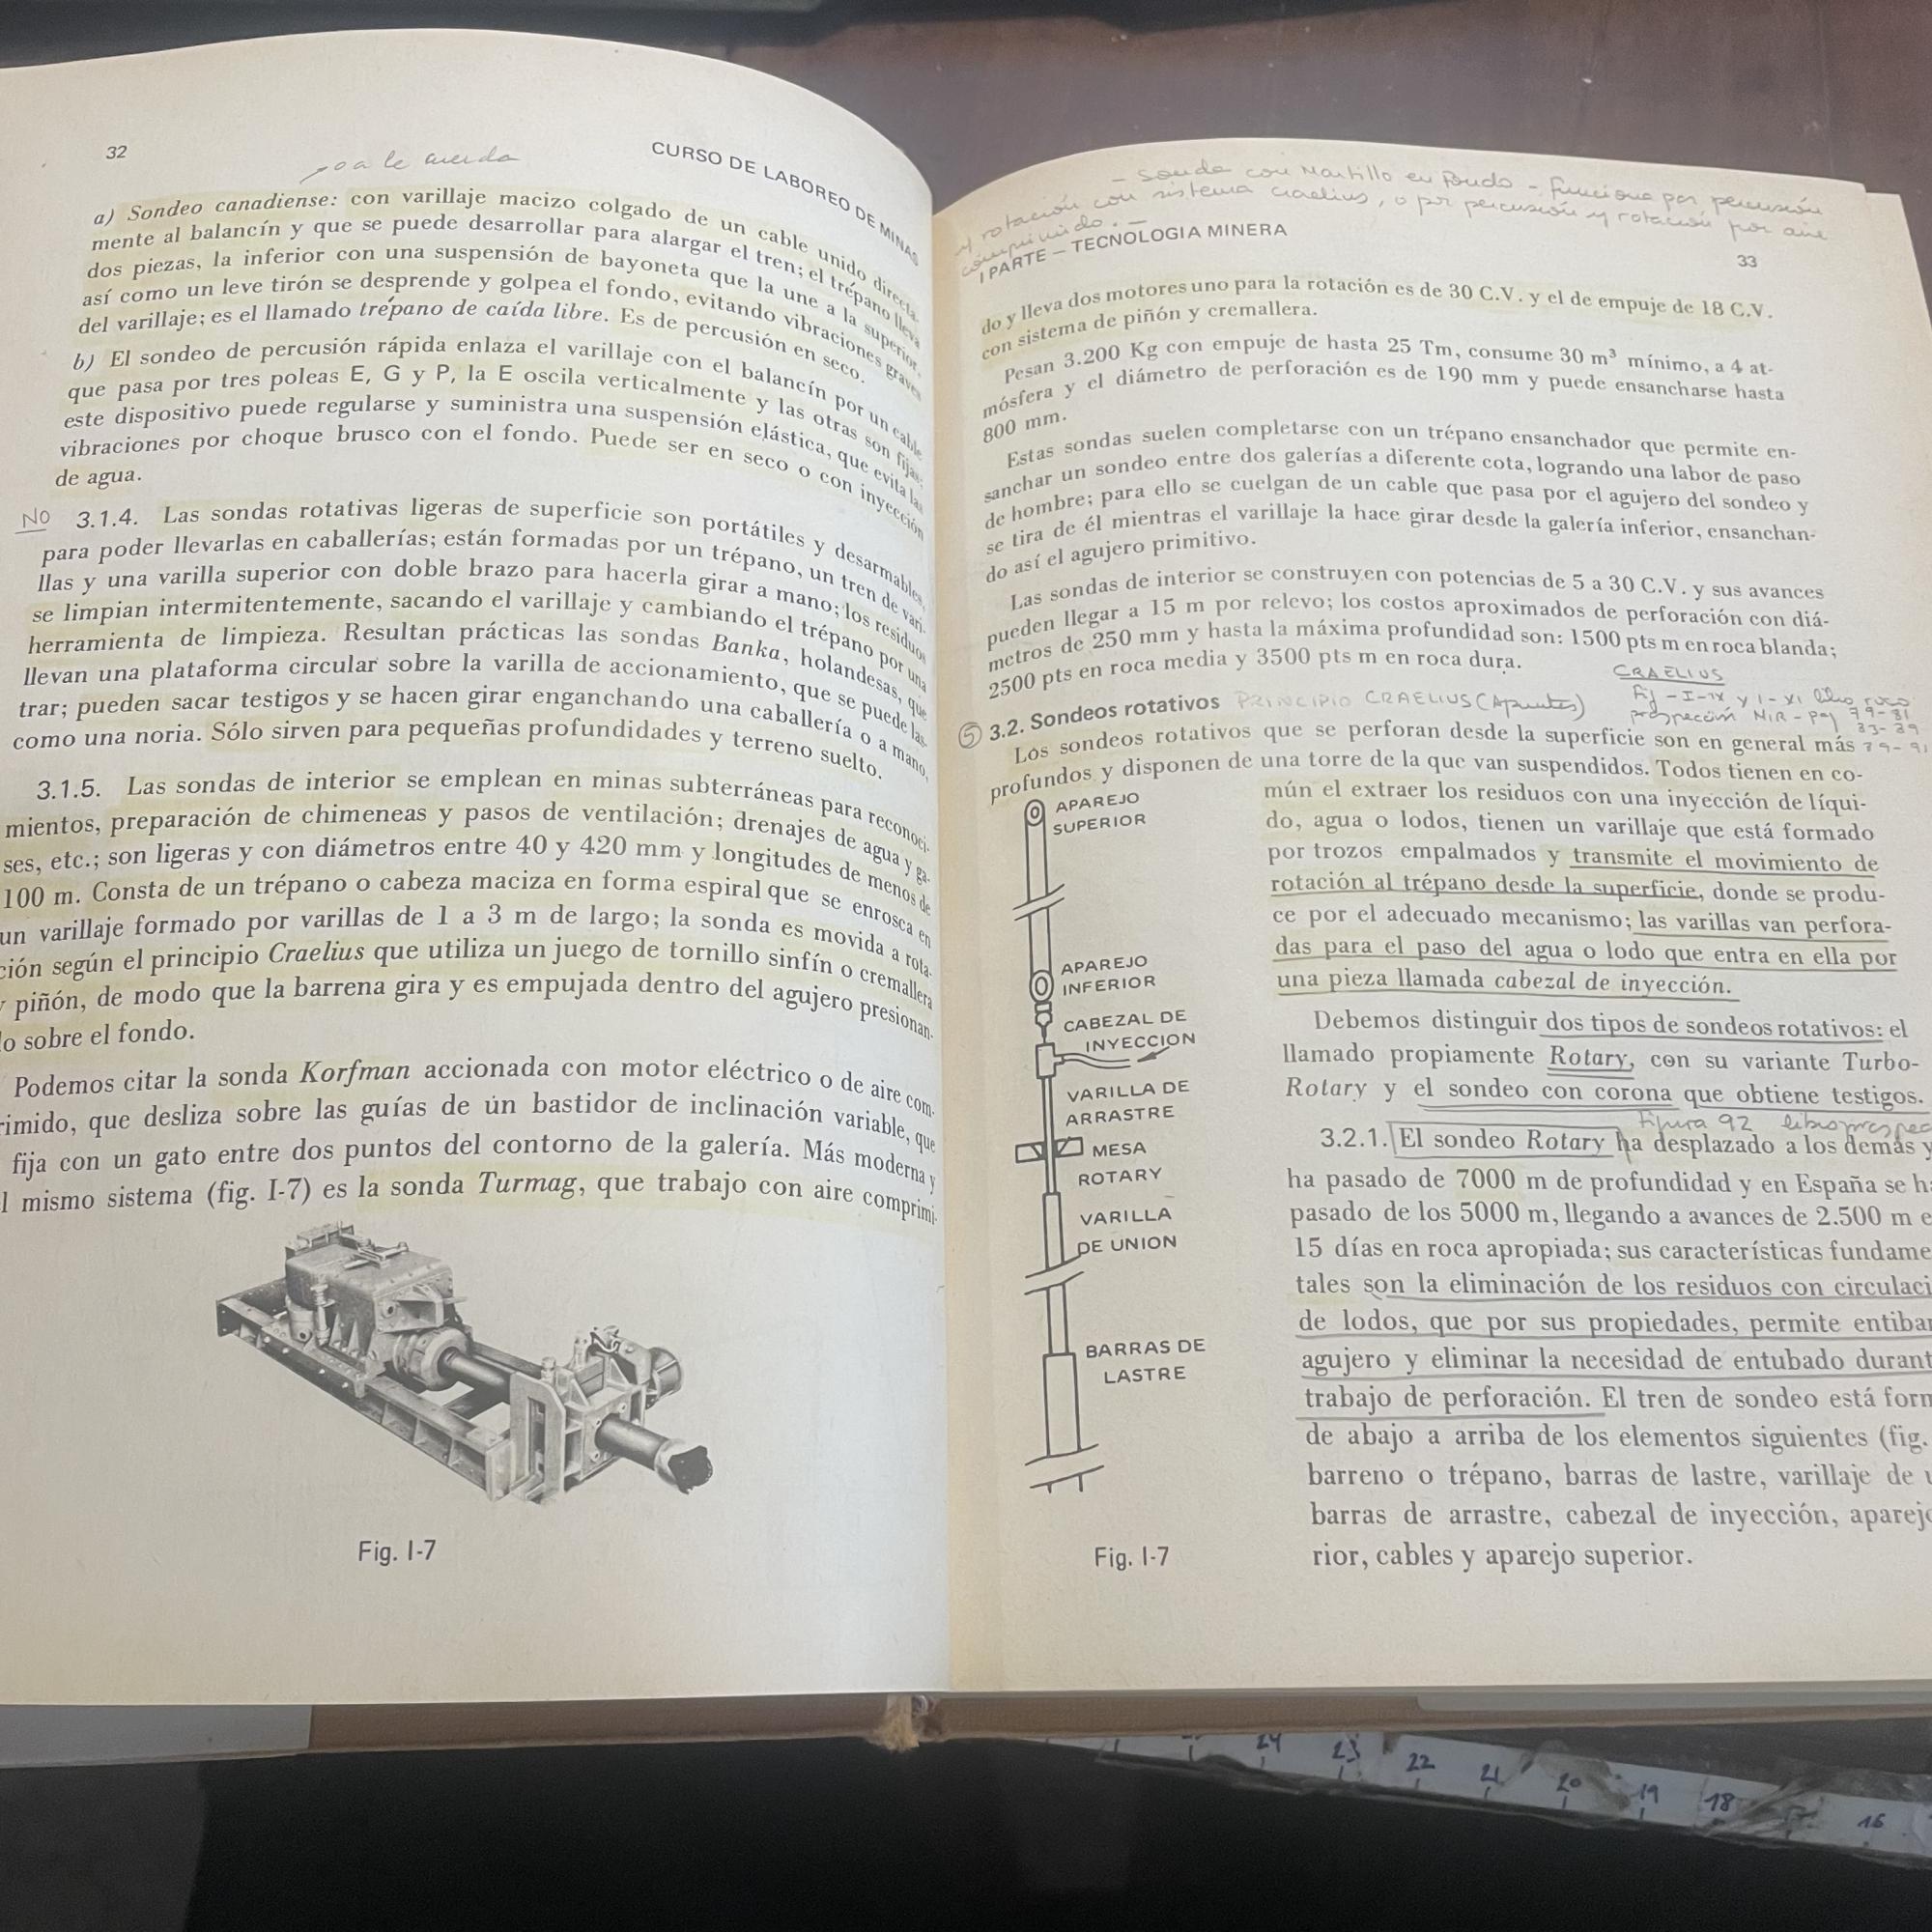 32
CURSO DE LABOREO DE MINAS
a) Sondeo canadiense: con varillaje macizo colgado de un cable unido directa-
mente al balancín y que se puede desarrollar para alargar el tren; el trépano lleva
dos piezas, la inferior con una suspensión de bayoneta que la une a la superior,
así como un leve tirón se desprende y golpea el fondo, evitando vibraciones graves
del varillaje; es el llamado trépano de caída libre. Es de percusión en seco.
b) El sondeo de percusión rápida enlaza el varillaje con el balancín por un cable
que pasa por tres poleas E, G y P, la E oscila verticalmente y las otras son fijas;
este dispositivo puede regularse y suministra una suspensión elástica, que evita las
vibraciones por choque brusco con el fondo. Puede ser en seco o con inyección
de agua.
NO 3.1.4. Las sondas rotativas ligeras de superficie son portátiles y desarmables,
para poder llevarlas en caballerías; están formadas por un trépano, un tren de vari-
llas y una varilla superior con doble brazo para hacerla girar a mano; los residuos
se limpian intermitentemente, sacando el varillaje y cambiando el trépano por una
herramienta de limpieza. Resultan prácticas las sondas Banka, holandesas, que
llevan una plataforma circular sobre la varilla de accionamiento, que se puede las-
trar; pueden sacar testigos y se hacen girar enganchando una caballería o a mano,
como una noria. Sólo sirven para pequeñas profundidades y terreno suelto.
3.1.5. Las sondas de interior se emplean en minas subterráneas para reconoci-
mientos, preparación de chimeneas y pasos de ventilación; drenajes de agua y ga-
ses, etc.; son ligeras y con diámetros entre 40 y 420 mm y longitudes de menos de
100 m. Consta de un trépano o cabeza maciza en forma espiral que se enrosca en
un varillaje formado por varillas de 1 a 3 m de largo; la sonda es movida a rota-
ción según el principio Craelius que utiliza un juego de tornillo sinfín o cremallera
y piñón, de modo que la barrena gira y es empujada dentro del agujero presionan-
do sobre el fondo.
Podemos citar la sonda Korfman accionada con motor eléctrico o de aire com-
rimido, que desliza sobre las guías de un bastidor de inclinación variable, que
fija con un gato entre dos puntos del contorno de la galería. Más moderna y
l mismo sistema (fig. I-7) es la sonda Turmag, que trabajo con aire comprimi-
Fig. I-7
- Sonda con Martillo en Fondo - funciona por percusión
y rotación con sistema craelius, o por percusión y rotación por aire
comprimido. -
I PARTE – TECNOLOGIA MINERA
33
do y lleva dos motores uno para la rotación es de 30 C.V. y el de empuje de 18 C.V.
con sistema de piñón y cremallera.
Pesan 3.200 Kg con empuje de hasta 25 Tm, consume 30 m³ mínimo, a 4 at-
mósfera y el diámetro de perforación es de 190 mm y puede ensancharse hasta
800 mm.
Estas sondas suelen completarse con un trépano ensanchador que permite en-
sanchar un sondeo entre dos galerías a diferente cota, logrando una labor de paso
de hombre; para ello se cuelgan de un cable que pasa por el agujero del sondeo y
se tira de él mientras el varillaje la hace girar desde la galería inferior, ensanchan-
do así el agujero primitivo.
Las sondas de interior se construyen con potencias de 5 a 30 C.V. y sus avances
pueden llegar a 15 m por relevo; los costos aproximados de perforación con diá-
metros de 250 mm y hasta la máxima profundidad son: 1500 pts m en roca blanda;
2500 pts en roca media y 3500 pts m en roca dura.
CRAELIUS
Fig - I-IX y I-XI libro
prospección MIR - pag 79-81
33-39
79-91
5 3.2. Sondeos rotativos PRINCIPIO CRAELIUS (Apuntes)
Los sondeos rotativos que se perforan desde la superficie son en general más
profundos y disponen de una torre de la que van suspendidos. Todos tienen en co-
mún el extraer los residuos con una inyección de líqui-
do, agua o lodos, tienen un varillaje que está formado
por trozos empalmados y transmite el movimiento de
rotación al trépano desde la superficie, donde se produ-
ce por el adecuado mecanismo; las varillas van perfora-
das para el paso del agua o lodo que entra en ella por
una pieza llamada cabezal de inyección.
Debemos distinguir dos tipos de sondeos rotativos: el
llamado propiamente Rotary, con su variante Turbo-
Rotary y el sondeo con corona que obtiene testigos.
figura 92 libro prospec
3.2.1. El sondeo Rotary ha desplazado a los demás y
ha pasado de 7000 m de profundidad y en España se ha
pasado de los 5000 m, llegando a avances de 2.500 m e
15 días en roca apropiada; sus características fundame
tales son la eliminación de los residuos con circulaci
de lodos, que por sus propiedades, permite entibar
agujero y eliminar la necesidad de entubado durant
trabajo de perforación. El tren de sondeo está form
de abajo a arriba de los elementos siguientes (fig.
barreno o trépano, barras de lastre, varillaje de u
barras de arrastre, cabezal de inyección, aparejo
rior, cables y aparejo superior.
APAREJO
SUPERIOR
APAREJO
INFERIOR
CABEZAL DE
INYECCION
VARILLA DE
ARRASTRE
MESA
ROTARY
VARILLA
DE UNION
BARRAS DE
LASTRE
Fig. I-7
24 23 22 21 20 19 18 16